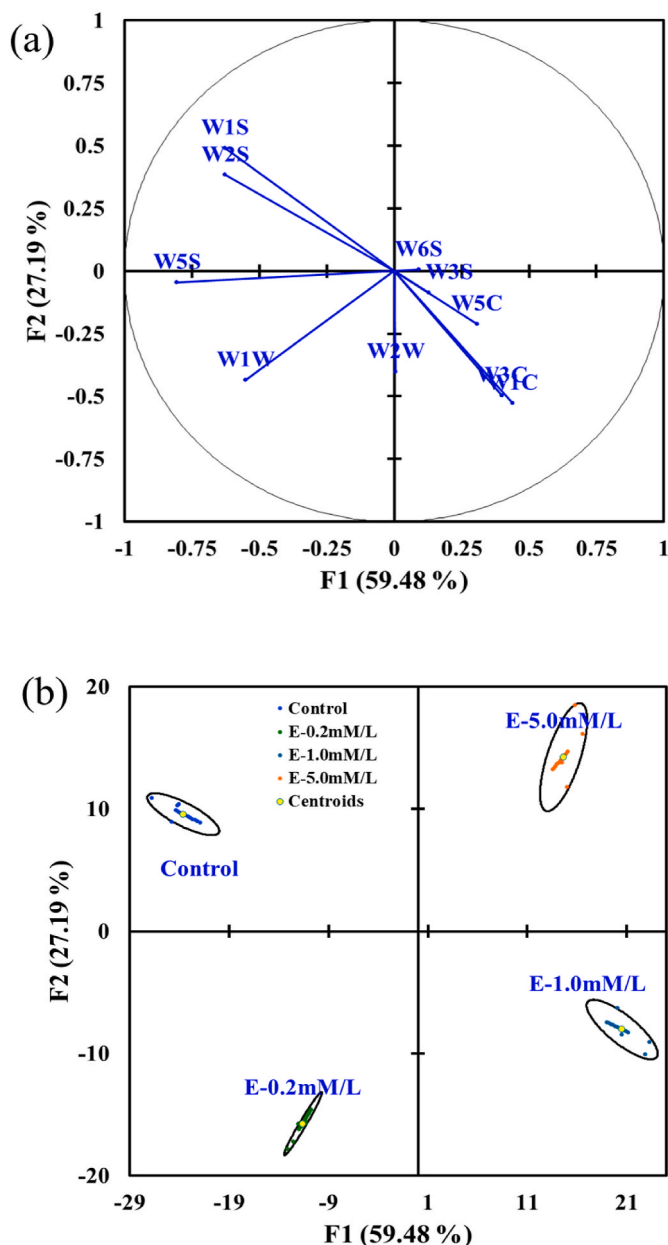 (a)
1
0.75
0.5
0.25
0
-0.25
-0.5
-0.75
-1
F2 (27.19 %)
W1S
W2S
W6S
W5S
W3S
W5C
W2W
W1W
W3C
W1C
-1 -0.75 -0.5 -0.25 0 0.25 0.5 0.75 1
F1 (59.48 %)
(b)
20
10
0
-10
-20
F2 (27.19 %)
Control
E-0.2mM/L
E-1.0mM/L
E-5.0mM/L
Centroids
E-5.0mM/L
Control
E-1.0mM/L
E-0.2mM/L
-29 -19 -9 1 11 21
F1 (59.48 %)